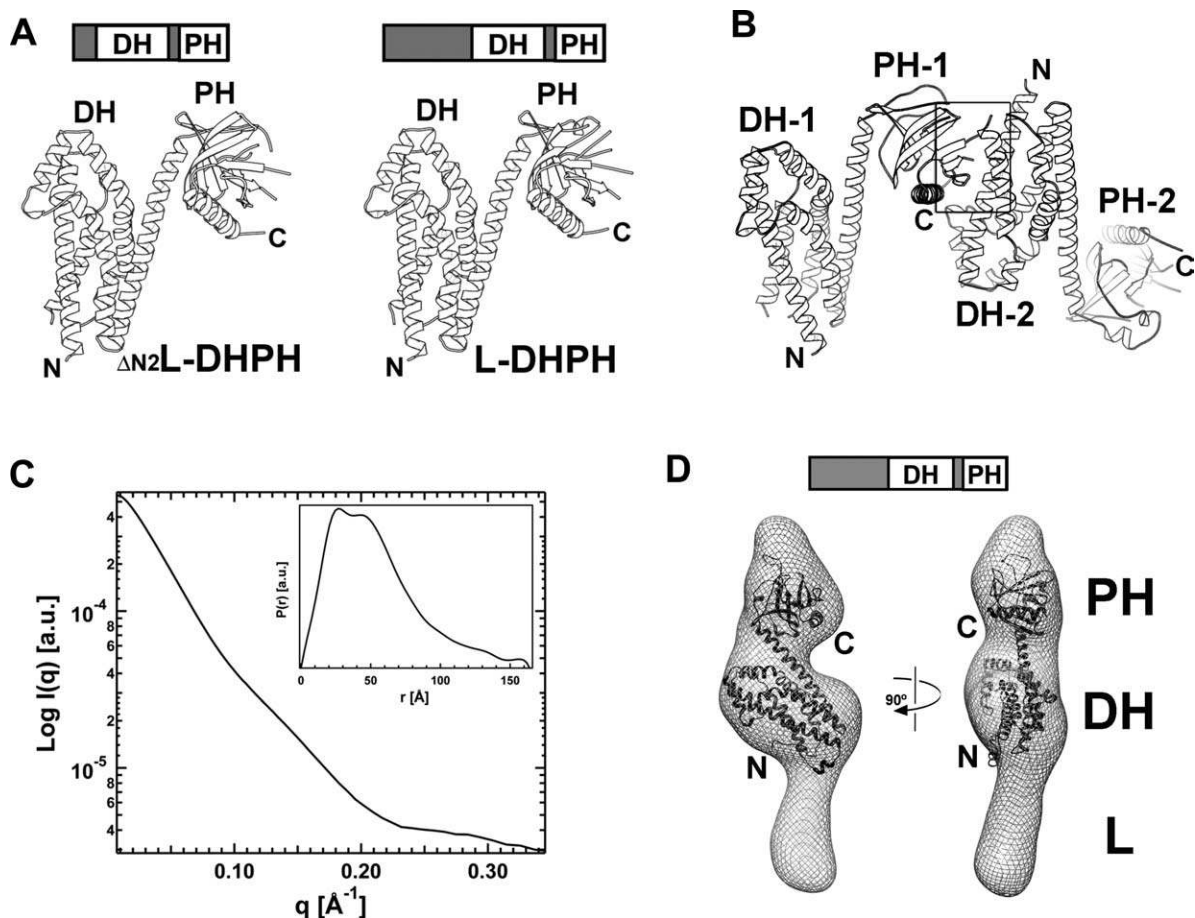 A
DH PH
DH PH
DH
PH
C
N
ΔN2L-DHPH
DH
PH
C
N
L-DHPH
B
PH-1
N
DH-1
C
PH-2
C
DH-2
N
C
Log I(q) [a.u.]
4
2
10⁻⁴
8
6
4
2
10⁻⁵
8
6
4
0.10 0.20 0.30
q [Å⁻¹]
P(r) [a.u.]
0 50 100 150
r [Å]
D
DH PH
PH
C
C
90º
DH
N
N
L